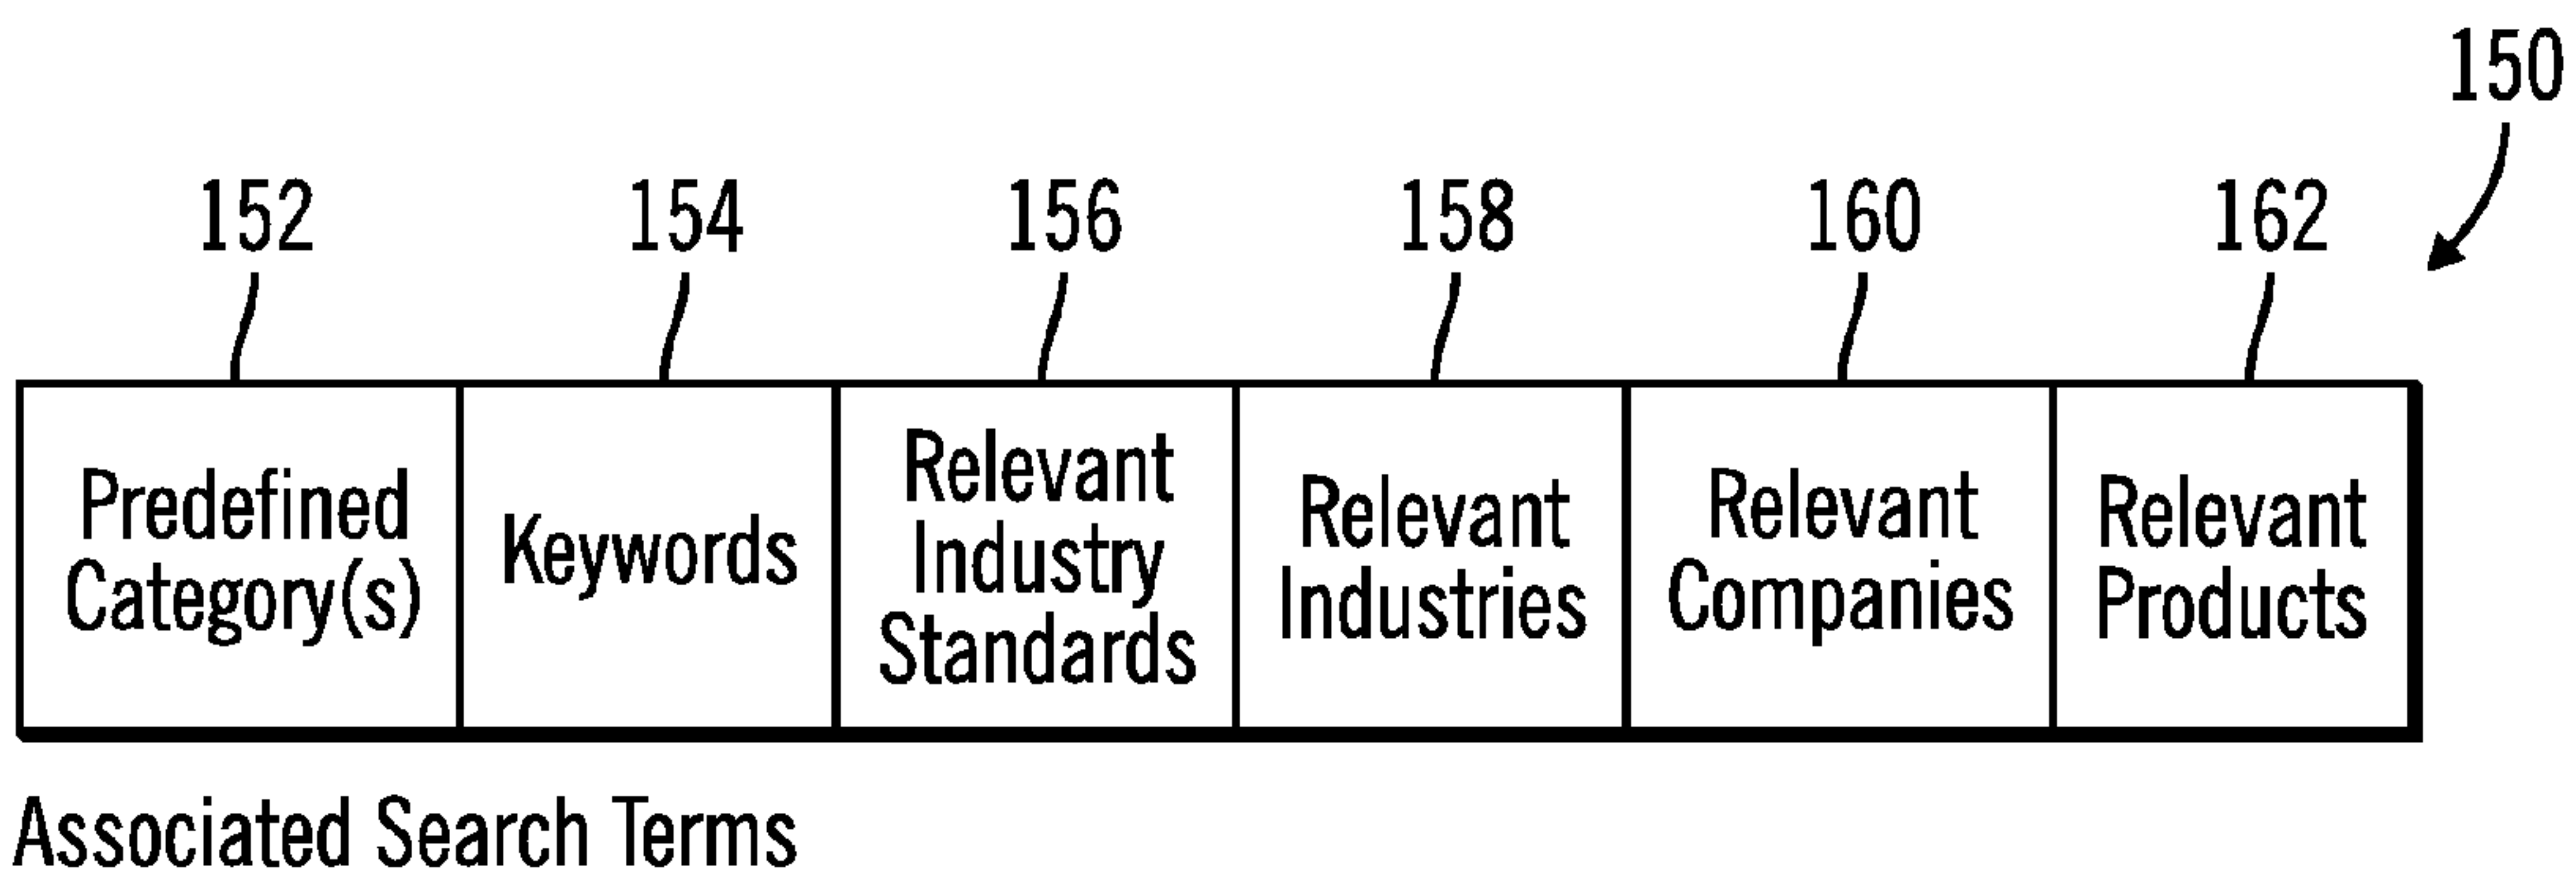 150
152
154
156
158
160
162
Predefined
Category(s)
Keywords
Relevant
Industry
Standards
Relevant
Industries
Relevant
Companies
Relevant
Products
Associated Search Terms